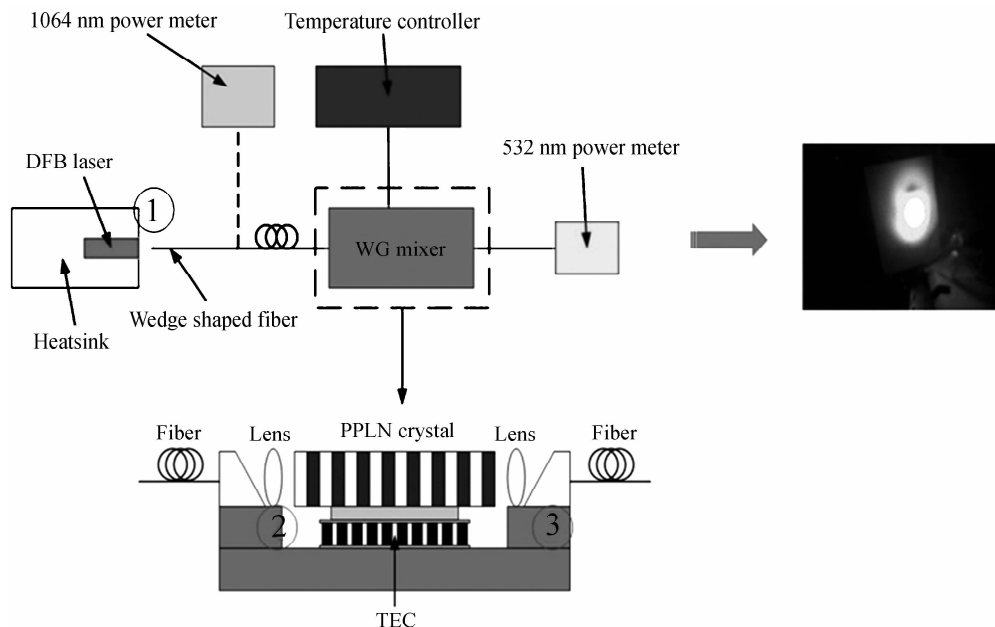 1064 nm power meter
Temperature controller
532 nm power meter
DFB laser
1
WG mixer
Wedge shaped fiber
Heatsink
Fiber
Lens
PPLN crystal
Lens
Fiber
2
3
TEC